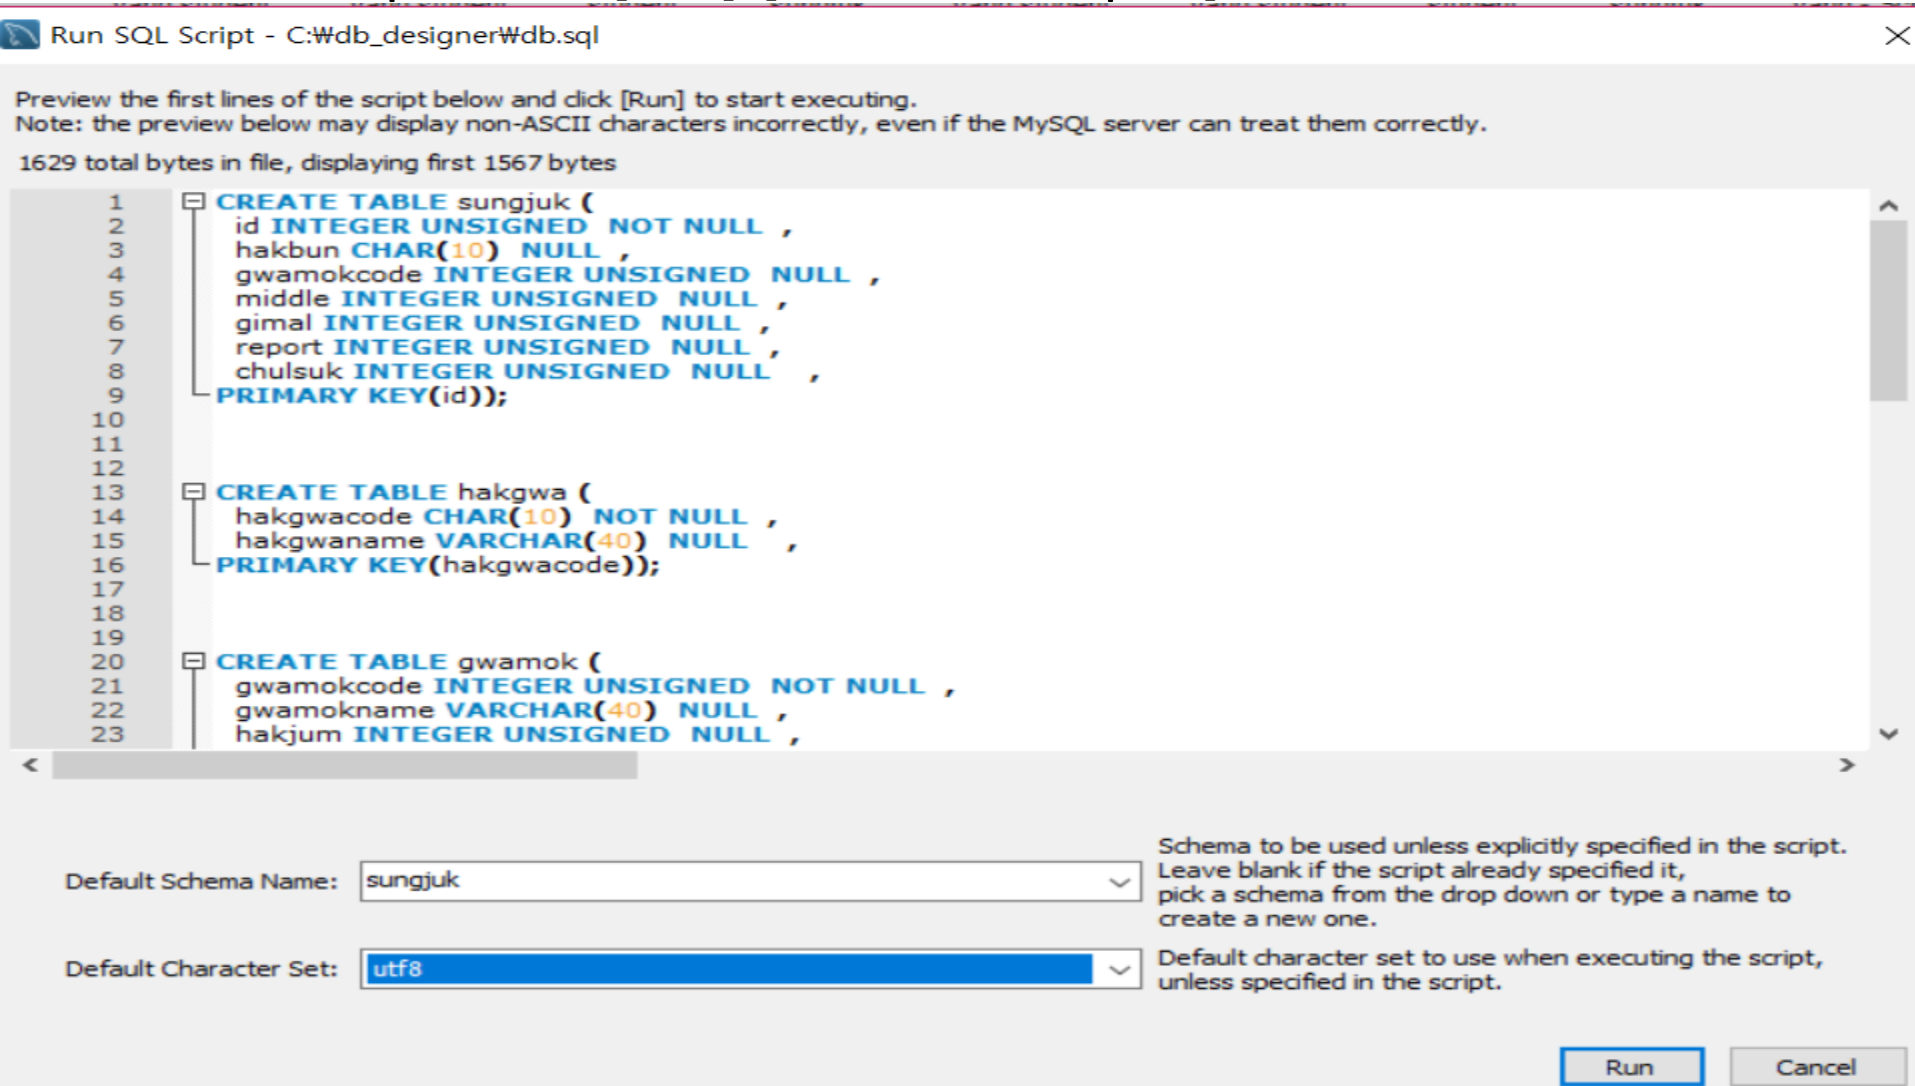 Run SQL Script - C:₩db_designer₩db.sql
Preview the first lines of the script below and click [Run] to start executing.
Note: the preview below may display non-ASCII characters incorrectly, even if the MySQL server can treat them correctly.
1629 total bytes in file, displaying first 1567 bytes
1 CREATE TABLE sungjuk (
2 id INTEGER UNSIGNED NOT NULL ,
3 hakbun CHAR(10) NULL ,
4 gwamokcode INTEGER UNSIGNED NULL ,
5 middle INTEGER UNSIGNED NULL ,
6 gimal INTEGER UNSIGNED NULL ,
7 report INTEGER UNSIGNED NULL ,
8 chulsuk INTEGER UNSIGNED NULL ,
9 PRIMARY KEY(id));
10
11
12
13 CREATE TABLE hakgwa (
14 hakgwacode CHAR(10) NOT NULL ,
15 hakgwaname VARCHAR(40) NULL ,
16 PRIMARY KEY(hakgwacode));
17
18
19
20 CREATE TABLE gwamok (
21 gwamokcode INTEGER UNSIGNED NOT NULL ,
22 gwamokname VARCHAR(40) NULL ,
23 hakjum INTEGER UNSIGNED NULL ,
Default Schema Name: sungjuk
Schema to be used unless explicitly specified in the script.
Leave blank if the script already specified it,
pick a schema from the drop down or type a name to
create a new one.
Default Character Set: utf8
Default character set to use when executing the script,
unless specified in the script.
Run Cancel